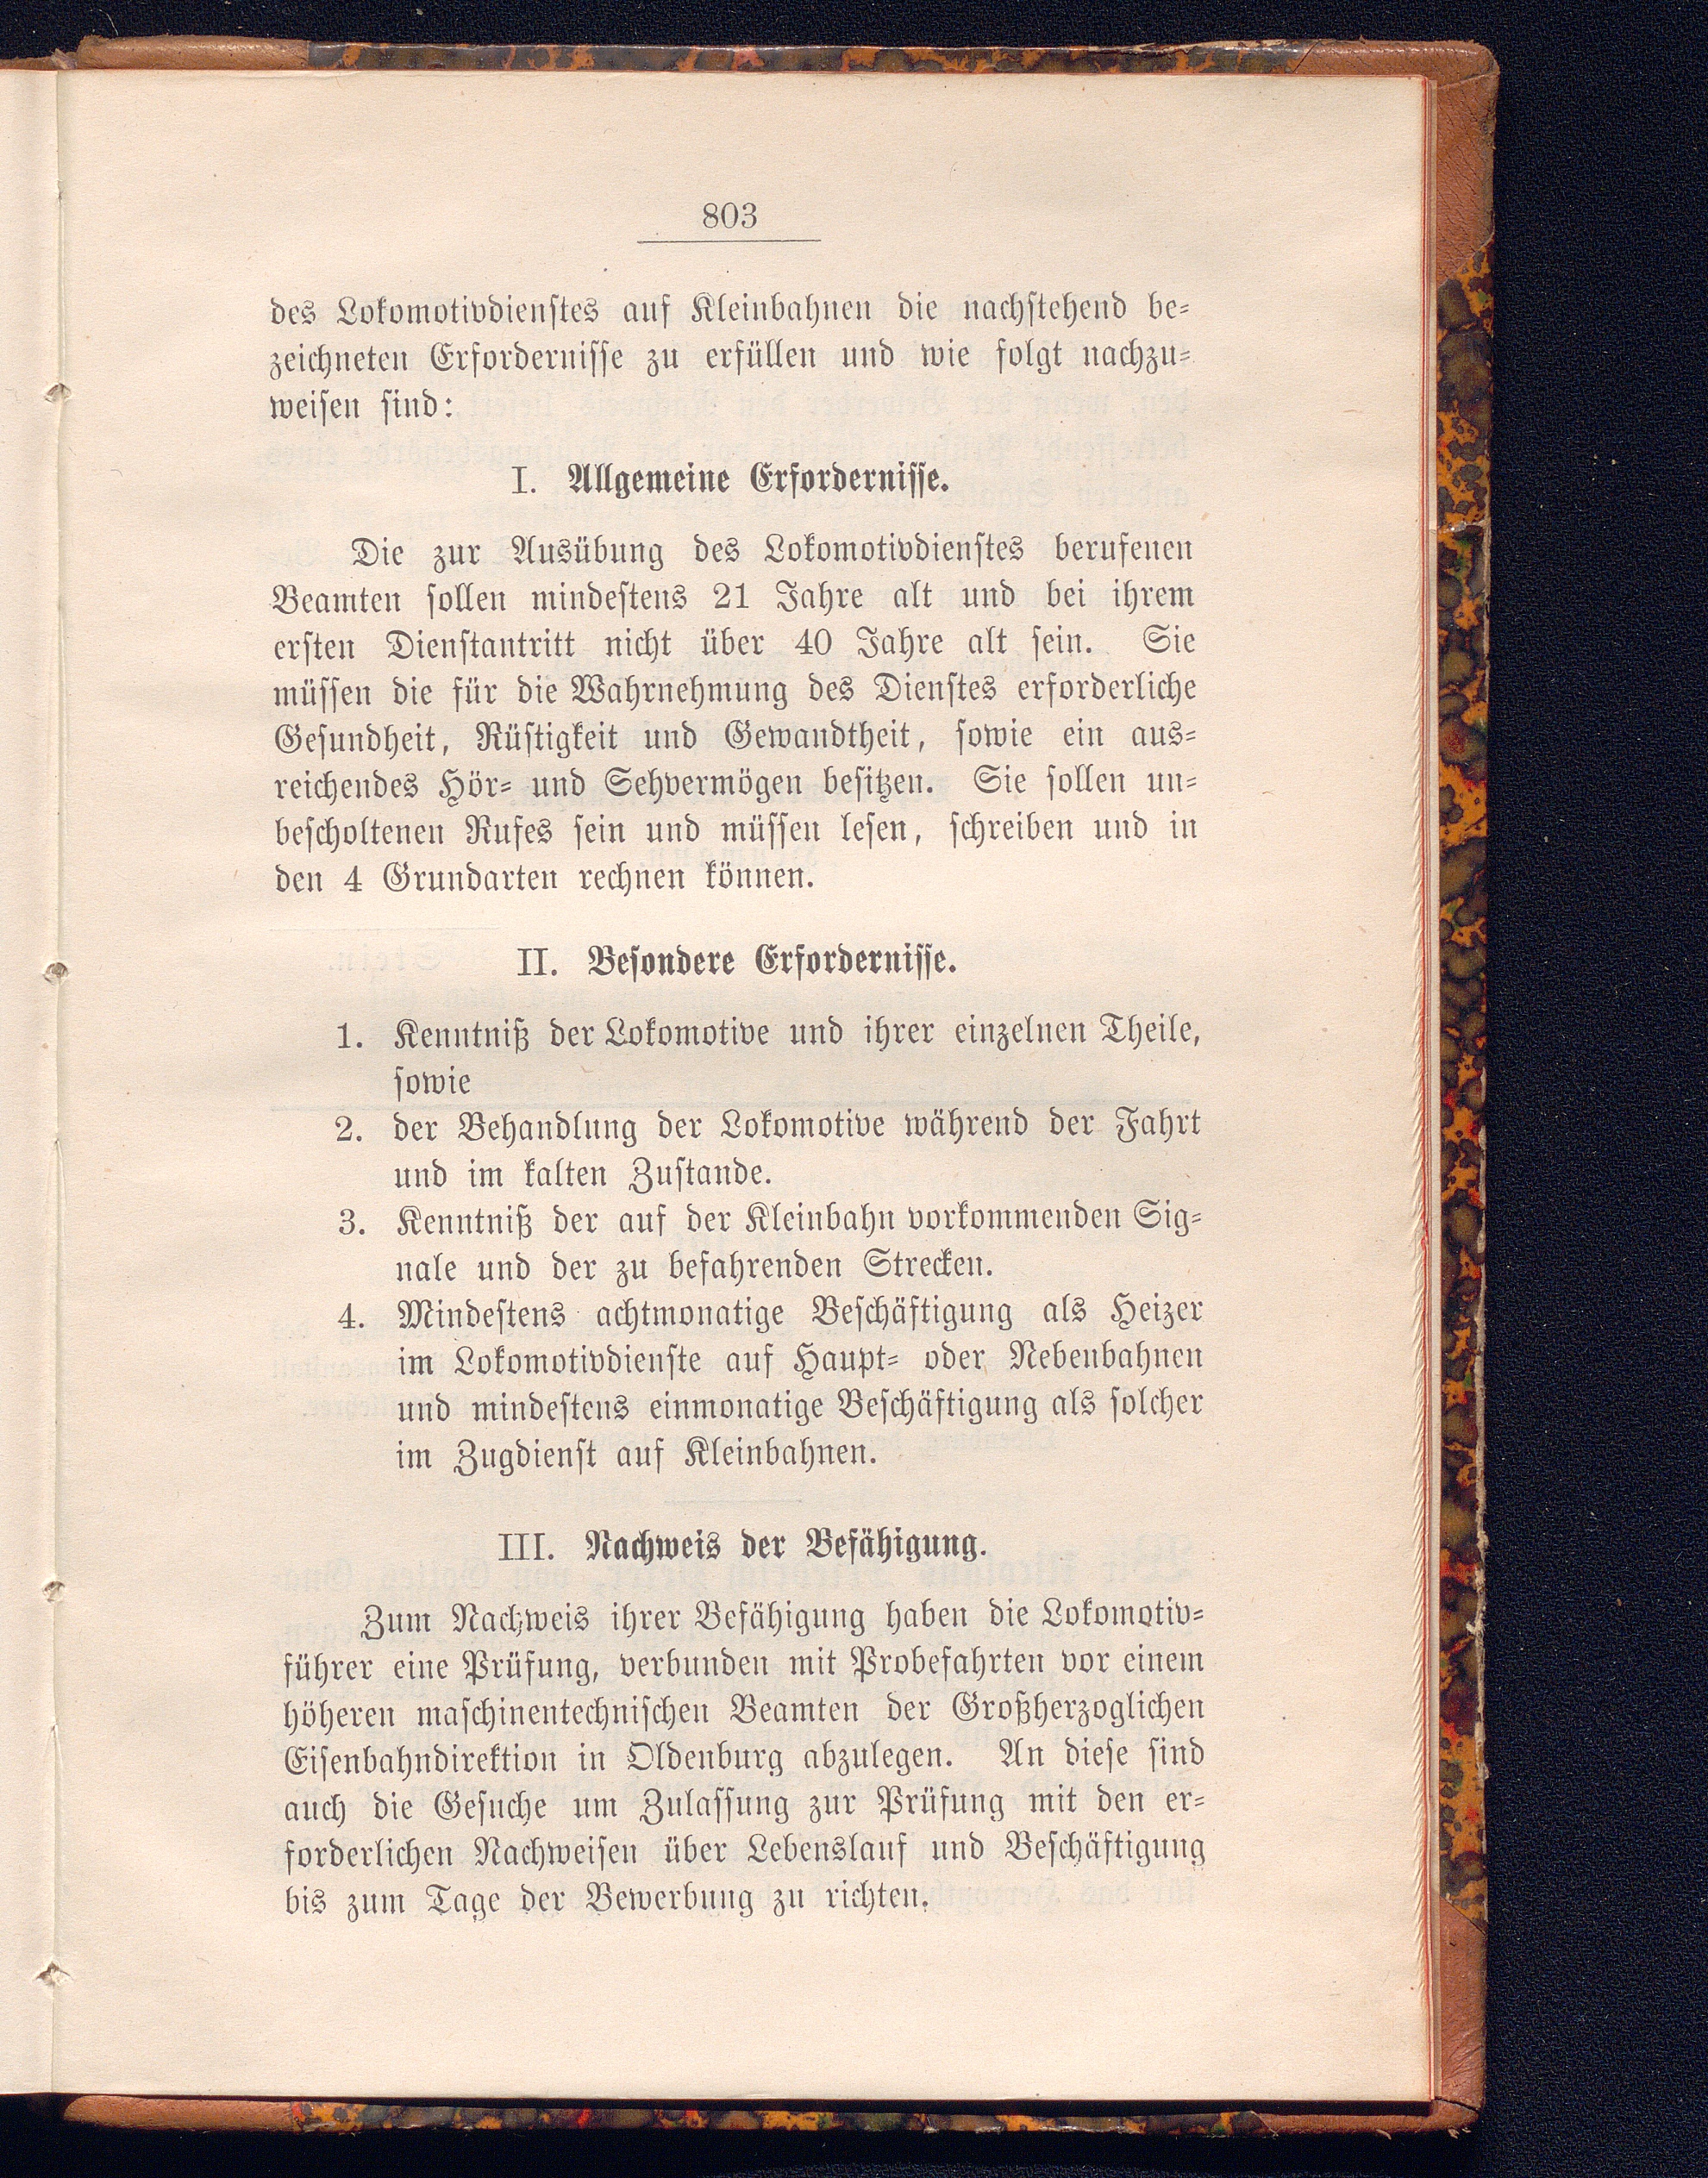 803
des Lokomotivdienstes auf Kleinbahnen die nachstehend be-
zeichneten Erfordernisse zu erfüllen und wie folgt nachzu-
weisen sind:
I. Allgemeine Erfordernisse.
Die zur Ausübung des Lokomotivdienstes berufenen
Beamten sollen mindestens 21 Jahre alt und bei ihrem
ersten Dienstantritt nicht über 40 Jahre alt sein. Sie
müssen die für die Wahrnehmung des Dienstes erforderliche
Gesundheit, Rüstigkeit und Gewandtheit, sowie ein aus-
reichendes Hör- und Sehvermögen besitzen. Sie sollen un-
bescholtenen Rufes sein und müssen lesen, schreiben und in
den 4 Grundarten rechnen können.
II. Besondere Erfordernisse.
1. Kenntniß der Lokomotive und ihrer einzelnen Theile,
sowie
2. der Behandlung der Lokomotive während der Fahrt
und im kalten Zustande.
3. Kenntniß der auf der Kleinbahn vorkommenden Sig-
nale und der zu befahrenden Strecken.
4. Mindestens achtmonatige Beschäftigung als Heizer
im Lokomotivdienste auf Haupt- oder Nebenbahnen
und mindestens einmonatige Beschäftigung als solcher
im Zugdienst auf Kleinbahnen.
III. Nachweis der Befähigung.
Zum Nachweis ihrer Befähigung haben die Lokomotiv-
führer eine Prüfung, verbunden mit Probefahrten vor einem
höheren maschinentechnischen Beamten der Großherzoglichen
Eisenbahndirektion in Oldenburg abzulegen. An diese sind
auch die Gesuche um Zulassung zur Prüfung mit den er-
forderlichen Nachweisen über Lebenslauf und Beschäftigung
bis zum Tage der Bewerbung zu richten.